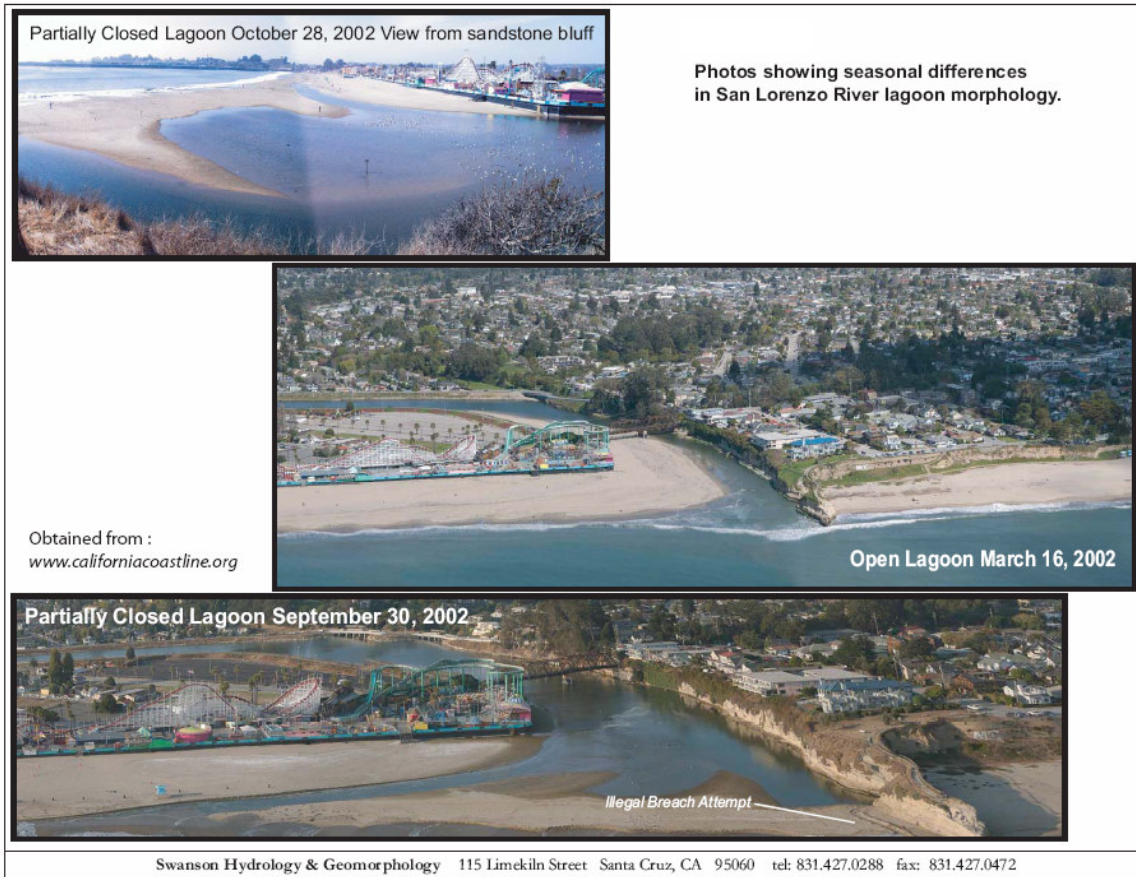 Partially Closed Lagoon October 28, 2002 View from sandstone bluff
Photos showing seasonal differences
in San Lorenzo River lagoon morphology.
Obtained from :
www.californiacoastline.org
Open Lagoon March 16, 2002
Partially Closed Lagoon September 30, 2002
Illegal Breach Attempt
Swanson Hydrology & Geomorphology 115 Limekiln Street Santa Cruz, CA 95060 tel: 831.427.0288 fax: 831.427.0472